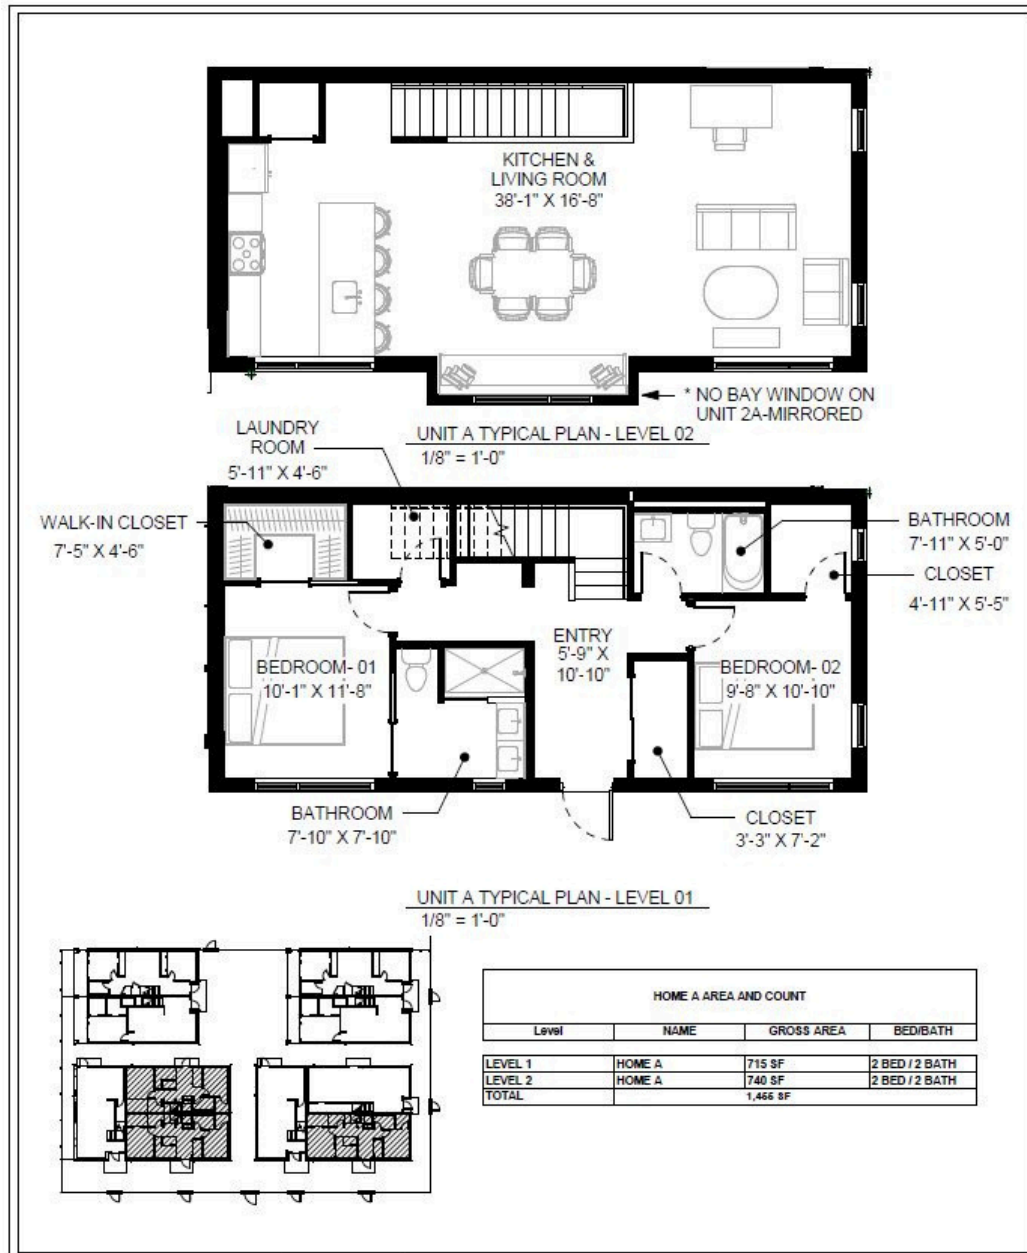 KITCHEN &
LIVING ROOM
38'-1" X 16'-8"
* NO BAY WINDOW ON
UNIT 2A-MIRRORED
UNIT A TYPICAL PLAN - LEVEL 02
1/8" = 1'-0"
LAUNDRY
ROOM
5'-11" X 4'-6"
WALK-IN CLOSET
7'-5" X 4'-6"
BATHROOM
7'-11" X 5'-0"
CLOSET
4'-11" X 5'-5"
ENTRY
5'-9" X
10'-10"
BEDROOM- 01
10'-1" X 11'-8"
BEDROOM- 02
9'-8" X 10'-10"
BATHROOM
7'-10" X 7'-10"
CLOSET
3'-3" X 7'-2"
UNIT A TYPICAL PLAN - LEVEL 01
1/8" = 1'-0"
HOME A AREA AND COUNT
Level NAME GROSS AREA BED/BATH
LEVEL 1 HOME A 715 SF 2 BED / 2 BATH
LEVEL 2 HOME A 740 SF 2 BED / 2 BATH
TOTAL 1,455 SF